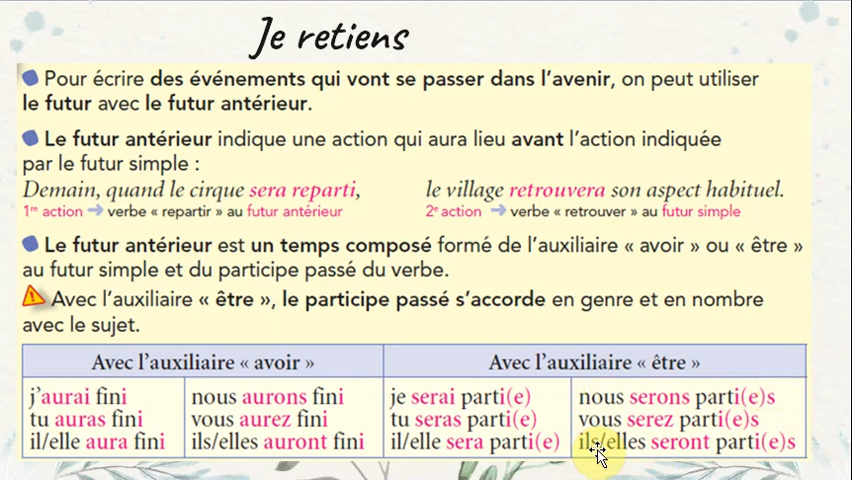 Je retiens
Pour écrire des événements qui vont se passer dans l'avenir, on peut utiliser
le futur avec le futur antérieur.
Le futur antérieur indique une action qui aura lieu avant l'action indiquée
par le futur simple :
Demain, quand le cirque sera reparti, le village retrouvera son aspect habituel.
1re action → verbe « repartir » au futur antérieur 2e action → verbe « retrouver » au futur simple
Le futur antérieur est un temps composé formé de l'auxiliaire « avoir » ou « être »
au futur simple et du participe passé du verbe.
Avec l'auxiliaire « être », le participe passé s'accorde en genre et en nombre
avec le sujet.
Avec l'auxiliaire « avoir » Avec l'auxiliaire « être »
j'aurai fini nous aurons fini je serai parti(e) nous serons parti(e)s
tu auras fini vous aurez fini tu seras parti(e) vous serez parti(e)s
il/elle aura fini ils/elles auront fini il/elle sera parti(e) ils/elles seront parti(e)s